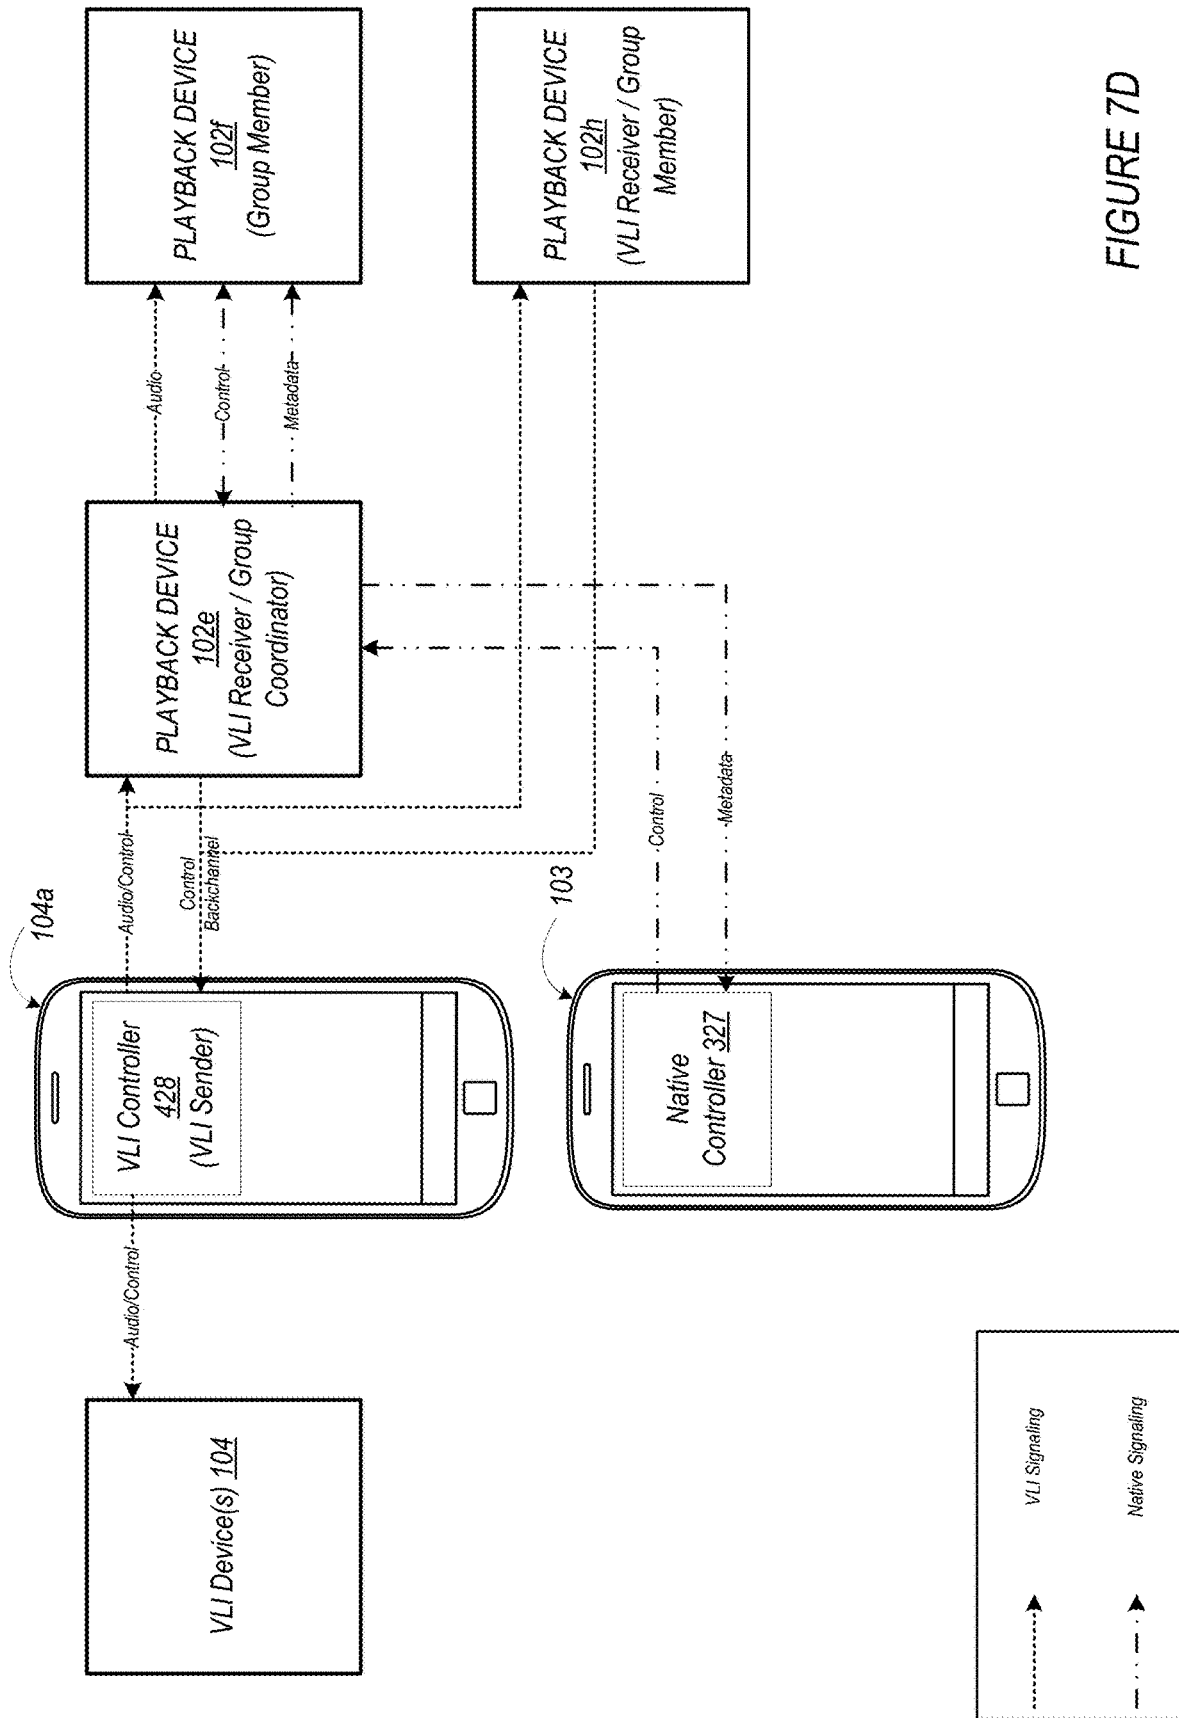 VLI Device(s) 104
Audio/Control
104a
VLI Controller
428
(VLI Sender)
Audio/Control
Control
Backchannel
PLAYBACK DEVICE
102e
(VLI Receiver / Group
Coordinator)
Audio
Control
Metadata
PLAYBACK DEVICE
102f
(Group Member)
103
Native
Controller 327
Control
Metadata
PLAYBACK DEVICE
102h
(VLI Receiver / Group
Member)
VLI Signaling
Native Signaling
FIGURE 7D